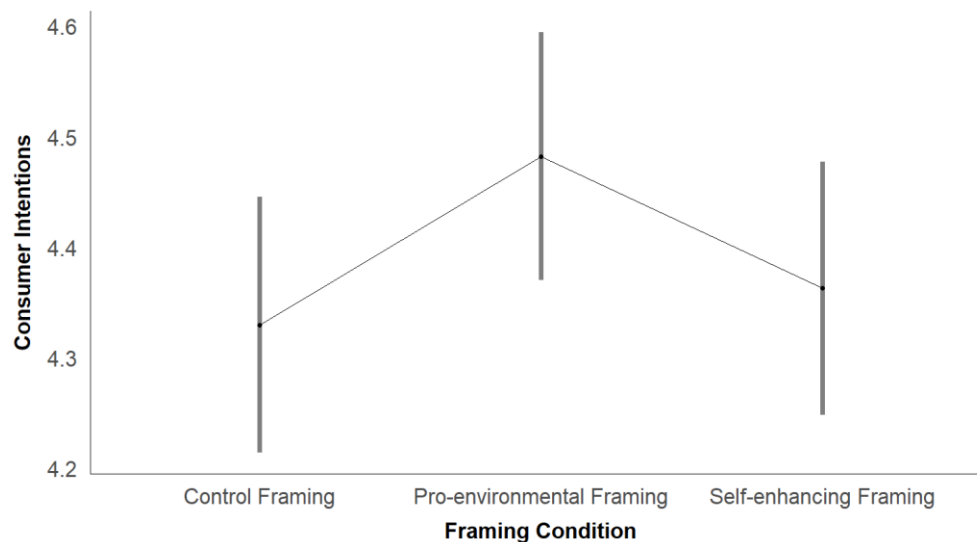 4.6
4.5
4.4
4.3
4.2
Consumer Intentions
Control Framing
Pro-environmental Framing
Self-enhancing Framing
Framing Condition